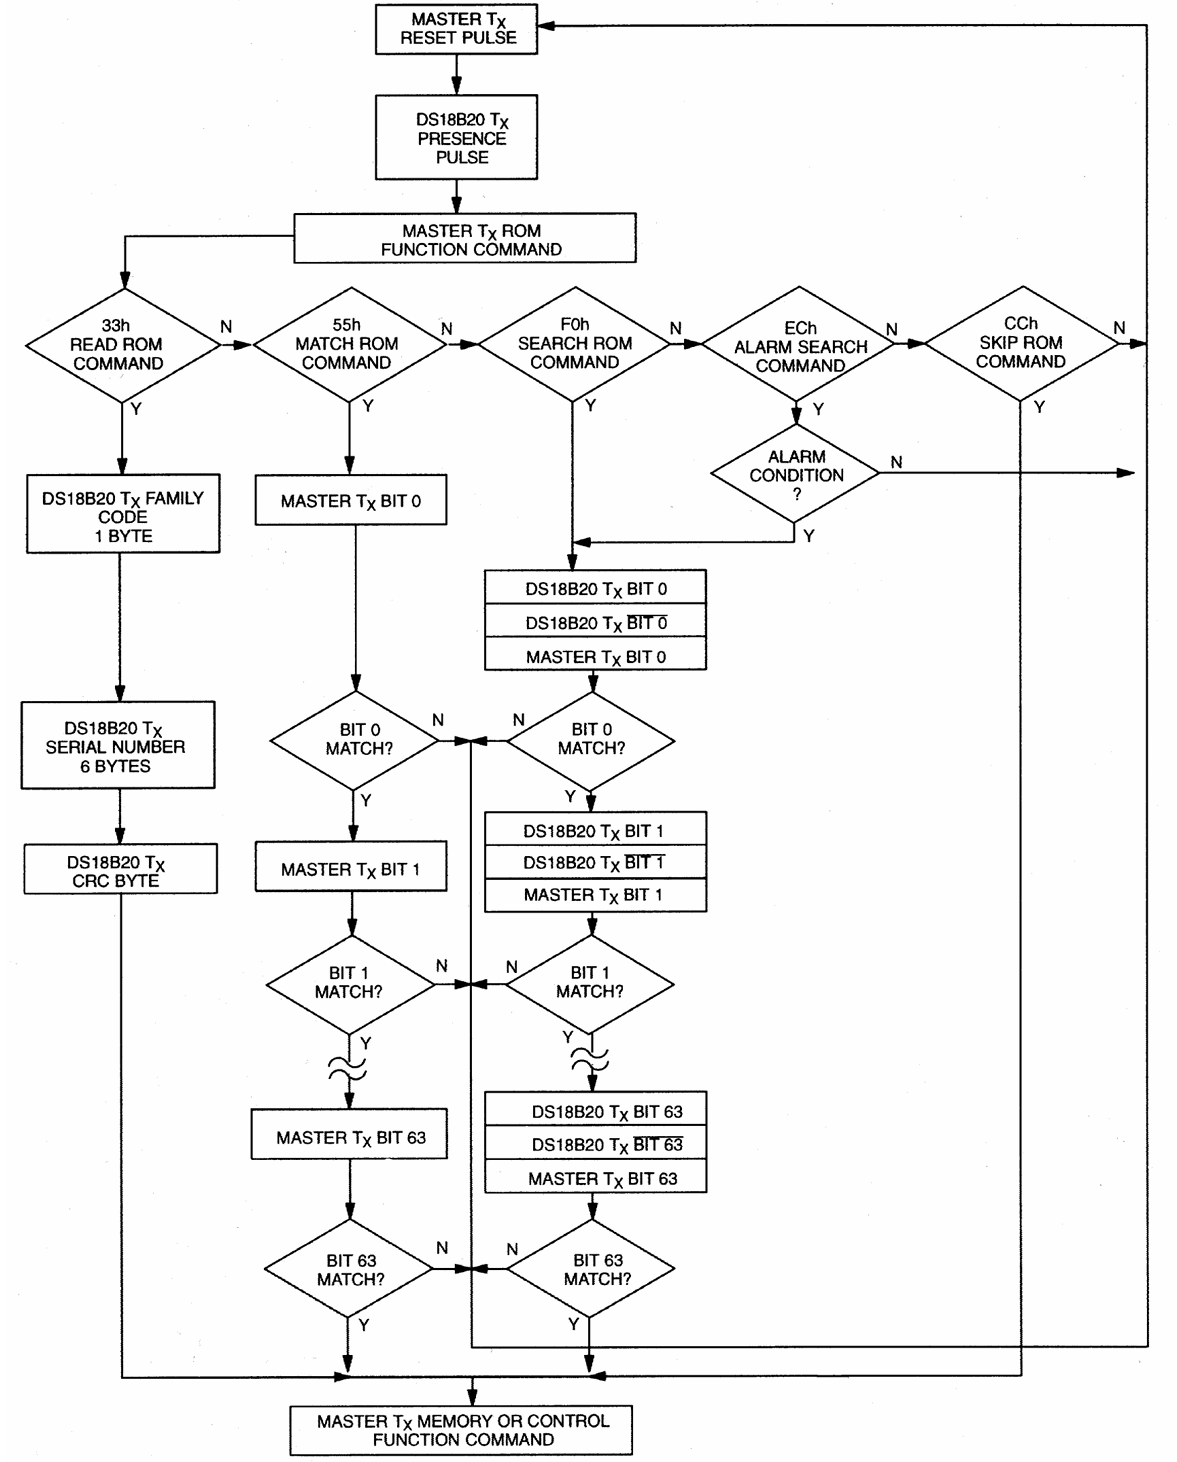 MASTER TX
RESET PULSE
DS18B20 TX
PRESENCE
PULSE
MASTER TX ROM
FUNCTION COMMAND
33h
READ ROM
COMMAND
N
55h
MATCH ROM
COMMAND
N
F0h
SEARCH ROM
COMMAND
N
ECh
ALARM SEARCH
COMMAND
N
CCh
SKIP ROM
COMMAND
N
Y
Y
Y
Y
Y
ALARM
CONDITION
?
N
Y
DS18B20 TX FAMILY
CODE
1 BYTE
MASTER TX BIT 0
DS18B20 TX BIT 0
DS18B20 TX BIT 0
MASTER TX BIT 0
DS18B20 TX
SERIAL NUMBER
6 BYTES
BIT 0
MATCH?
N
Y
N
BIT 0
MATCH?
Y
DS18B20 TX
CRC BYTE
MASTER TX BIT 1
DS18B20 TX BIT 1
DS18B20 TX BIT 1
MASTER TX BIT 1
BIT 1
MATCH?
N
Y
N
BIT 1
MATCH?
Y
MASTER TX BIT 63
DS18B20 TX BIT 63
DS18B20 TX BIT 63
MASTER TX BIT 63
BIT 63
MATCH?
N
Y
N
BIT 63
MATCH?
Y
MASTER TX MEMORY OR CONTROL
FUNCTION COMMAND